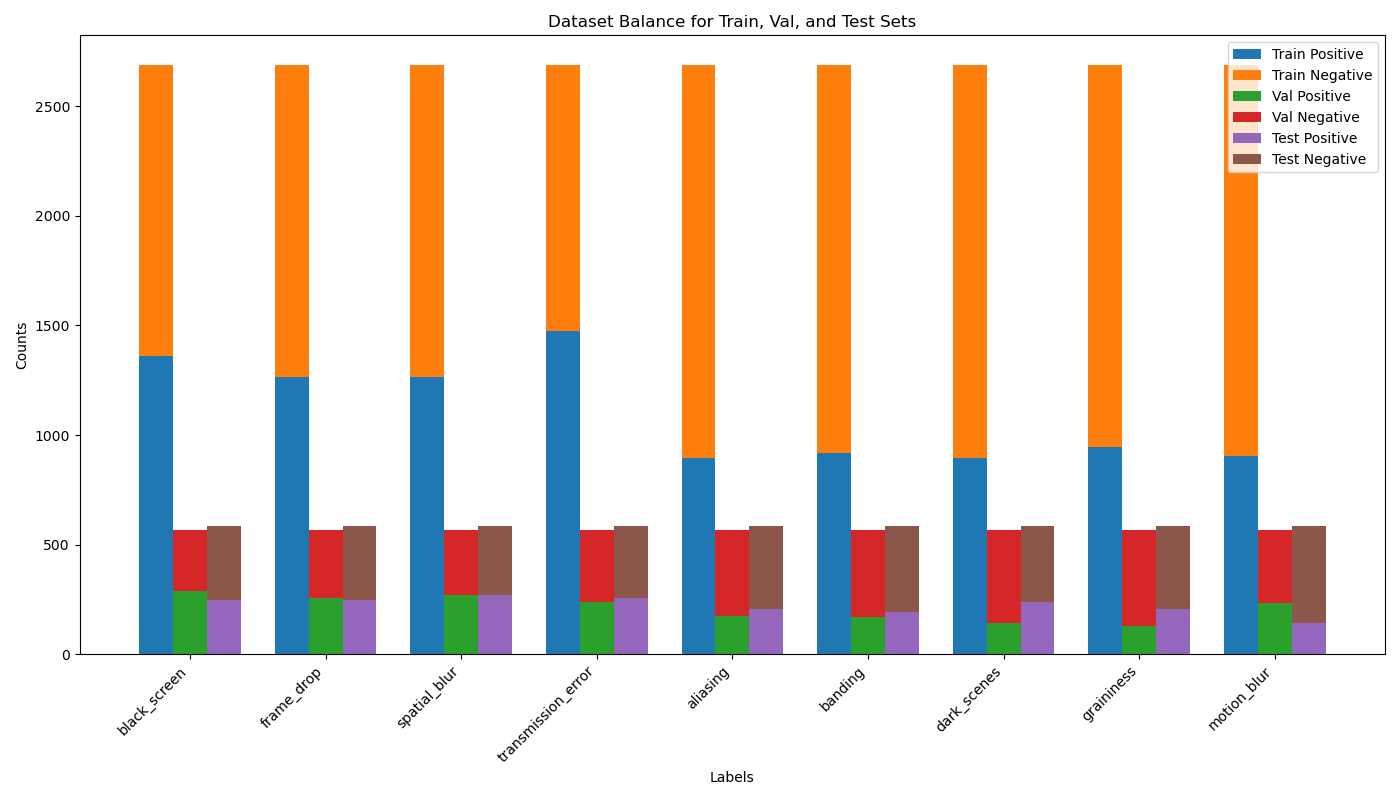 Dataset Balance for Train, Val, and Test Sets
Train Positive
Train Negative
Val Positive
Val Negative
Test Positive
Test Negative
Counts
2500
2000
1500
1000
500
0
black_screen
frame_drop
spatial_blur
transmission_error
aliasing
banding
dark_scenes
graininess
motion_blur
Labels